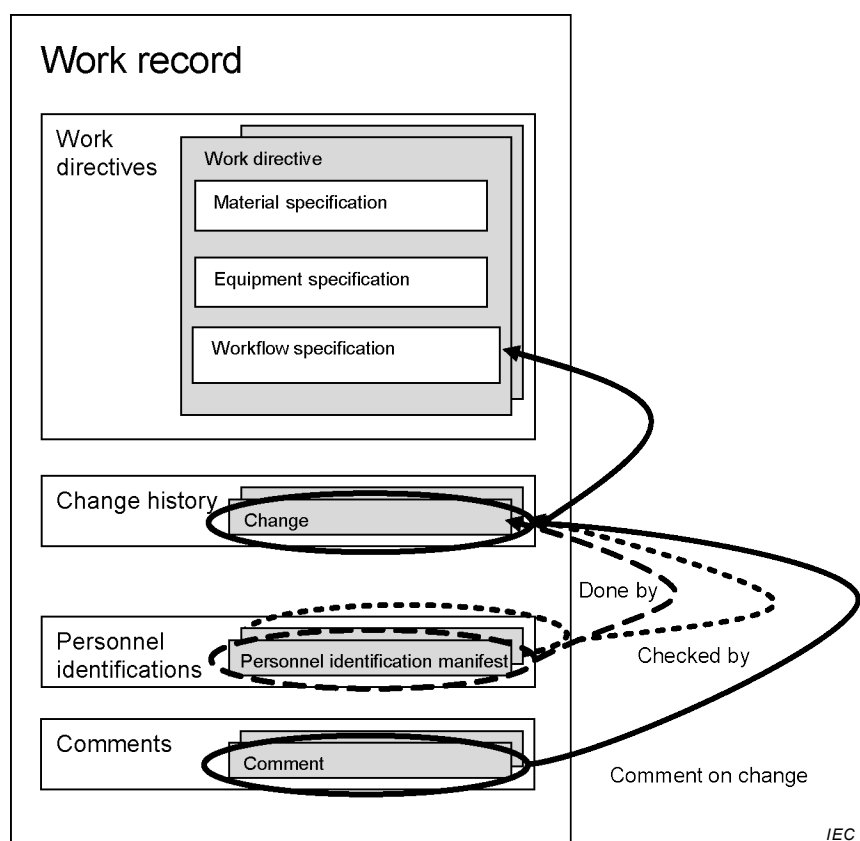 Work record
Work
directives
Work directive
Material specification
Equipment specification
Workflow specification
Change history
Change
Done by
Personnel
identifications
Personnel identification manifest
Checked by
Comments
Comment
Comment on change
IEC